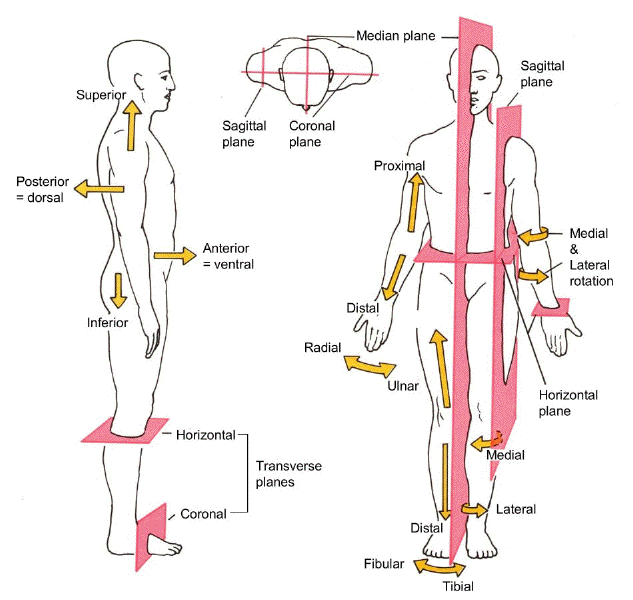 Median plane
Superior
Sagittal
plane
Coronal
plane
Sagittal
plane
Posterior
= dorsal
Anterior
= ventral
Inferior
Proximal
Medial
&
Lateral
rotation
Distal
Radial
Ulnar
Horizontal
plane
Horizontal
Transverse
planes
Coronal
Medial
Lateral
Distal
Fibular
Tibial